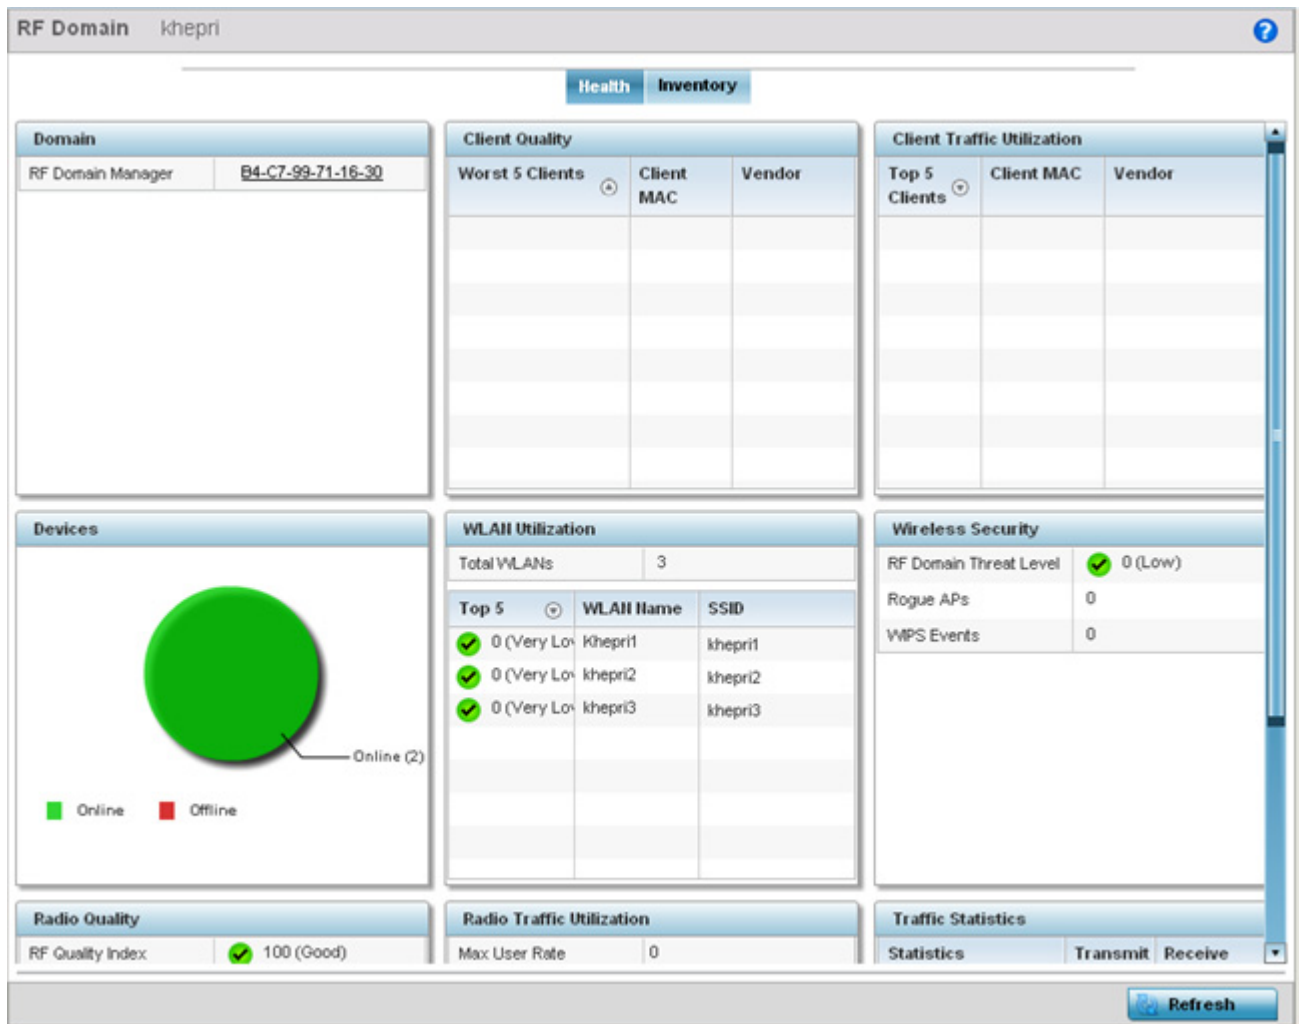 RF Domain khepri
Health Inventory
Domain
RF Domain Manager B4-C7-99-71-16-30
Client Quality
Worst 5 Clients Client MAC Vendor
Client Traffic Utilization
Top 5 Clients Client MAC Vendor
Devices
Online (2)
Online Offline
WLAN Utilization
Total WLANs 3
Top 5 WLAN Name SSID
0 (Very Lo Khepri1 khepri1
0 (Very Lo khepri2 khepri2
0 (Very Lo khepri3 khepri3
Wireless Security
RF Domain Threat Level 0 (Low)
Rogue APs 0
WIPS Events 0
Radio Quality
RF Quality Index 100 (Good)
Radio Traffic Utilization
Max User Rate 0
Traffic Statistics
Statistics Transmit Receive
Refresh